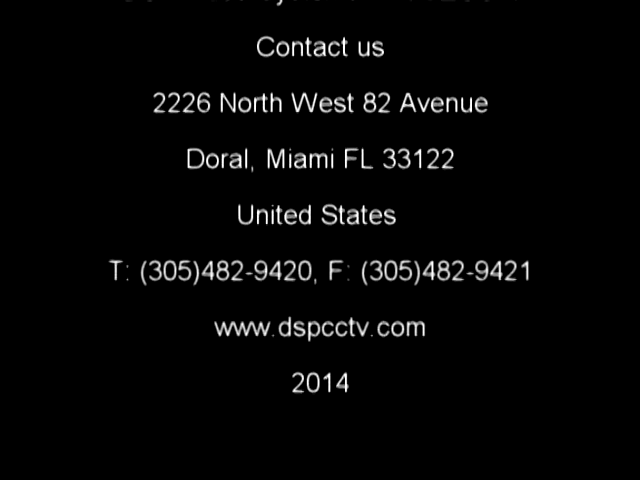 Contact us
2226 North West 82 Avenue
Doral, Miami FL 33122
United States
T: (305)482-9420, F: (305)482-9421
www.dspcctv.com
2014